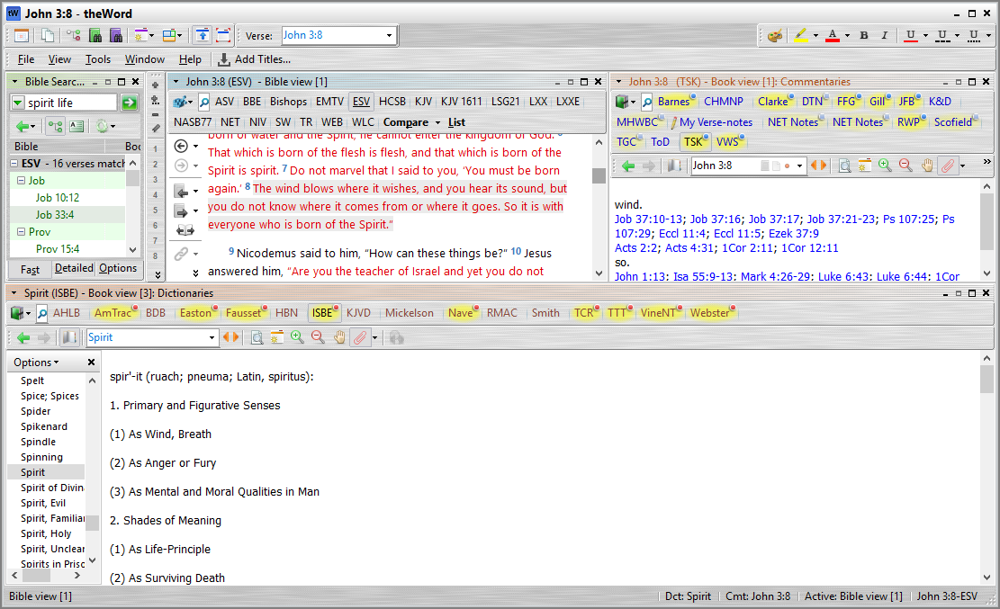 John 3:8 - theWord
Verse: John 3:8
A B I U U U
File View Tools Window Help Add Titles...
Bible Searc...
spirit life
Bible Boo
ESV - 16 verses match
Job
Job 10:12
Job 33:4
Prov
Prov 15:4
Fast Detailed Options
1
2
3
4
5
6
7
8
John 3:8 (ESV) - Bible view [1]
ASV BBE Bishops EMTV ESV HCSB KJV KJV 1611 LSG21 LXX LXXE
NASB77 NET NIV SW TR WEB WLC Compare List
born of water and the Spirit, he cannot enter the kingdom of God. 6
That which is born of the flesh is flesh, and that which is born of the
Spirit is spirit. 7 Do not marvel that I said to you, ‘You must be born
again.’ 8 The wind blows where it wishes, and you hear its sound, but
you do not know where it comes from or where it goes. So it is with
everyone who is born of the Spirit.”
9 Nicodemus said to him, “How can these things be?” 10 Jesus
answered him, “Are you the teacher of Israel and yet you do not
John 3:8 (TSK) - Book view [1]: Commentaries
Barnes CHMNP Clarke DTN FFG Gill JFB K&D
MHWBC My Verse-notes NET Notes NET Notes RWP Scofield
TGC ToD TSK VWS
John 3:8
wind.
Job 37:10-13; Job 37:16; Job 37:17; Job 37:21-23; Ps 107:25; Ps
107:29; Eccl 11:4; Eccl 11:5; Ezek 37:9
Acts 2:2; Acts 4:31; 1Cor 2:11; 1Cor 12:11
so.
John 1:13; Isa 55:9-13; Mark 4:26-29; Luke 6:43; Luke 6:44; 1Cor
Spirit (ISBE) - Book view [3]: Dictionaries
AHLB AmTrac BDB Easton Fausset HBN ISBE KJVD Mickelson Nave RMAC Smith TCR TTT VineNT Webster
Spirit
Options
Spelt
Spice; Spices
Spider
Spikenard
Spindle
Spinning
Spirit
Spirit of Divin
Spirit, Evil
Spirit, Familiar
Spirit, Holy
Spirit, Unclean
Spirits in Prisc
spir'-it (ruach; pneuma; Latin, spiritus):
1. Primary and Figurative Senses
(1) As Wind, Breath
(2) As Anger or Fury
(3) As Mental and Moral Qualities in Man
2. Shades of Meaning
(1) As Life-Principle
(2) As Surviving Death
Bible view [1] Dct: Spirit Cmt: John 3:8 Active: Bible view [1] John 3:8-ESV